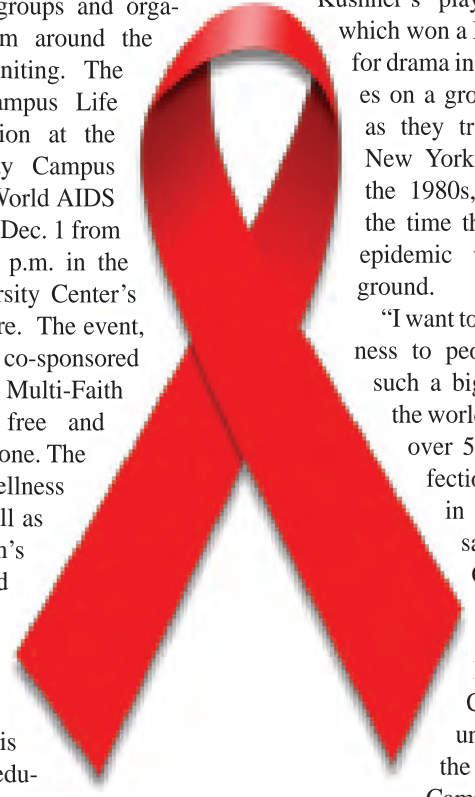 groups and orga-
m around the
niting. The
ampus Life
ion at the
y Campus
World AIDS
Dec. 1 from
p.m. in the
rsity Center's
re. The event,
co-sponsored
Multi-Faith
free and
one. The
ellness
ll as
n's
d
is
edu-
Kushner's play
which won a
for drama in
es on a gro
as they tr
New York
the 1980s,
the time th
epidemic
ground.
“I want to
ness to peo
such a big
the world
over 5
fectio
in
sa
un
the